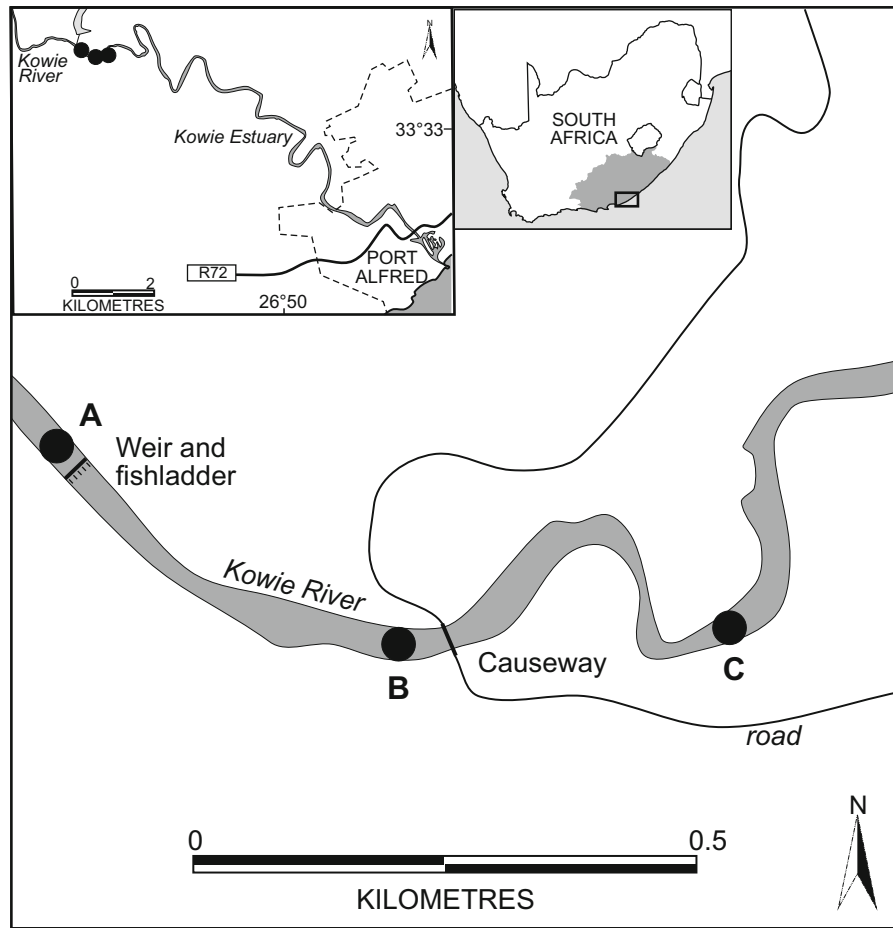 N
Kowie
River
Kowie Estuary
33°33
PORT
ALFRED
R72
0 2
KILOMETRES
26°50
SOUTH
AFRICA
A
Weir and
fishladder
Kowie River
B
Causeway
C
road
0 0.5
KILOMETRES
N